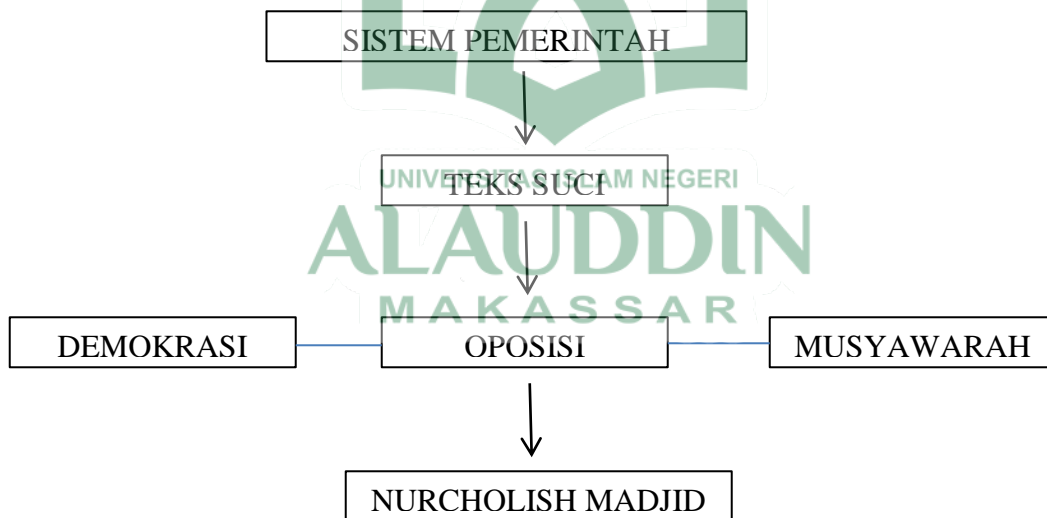 SISTEM PEMERINTAH
UNIVERSITAS ISLAM NEGERI
TEKS SUCI
ALAUDDIN
MAKASSAR
DEMOKRASI
OPOSISI
MUSYAWARAH
NURCHOLISH MADJID